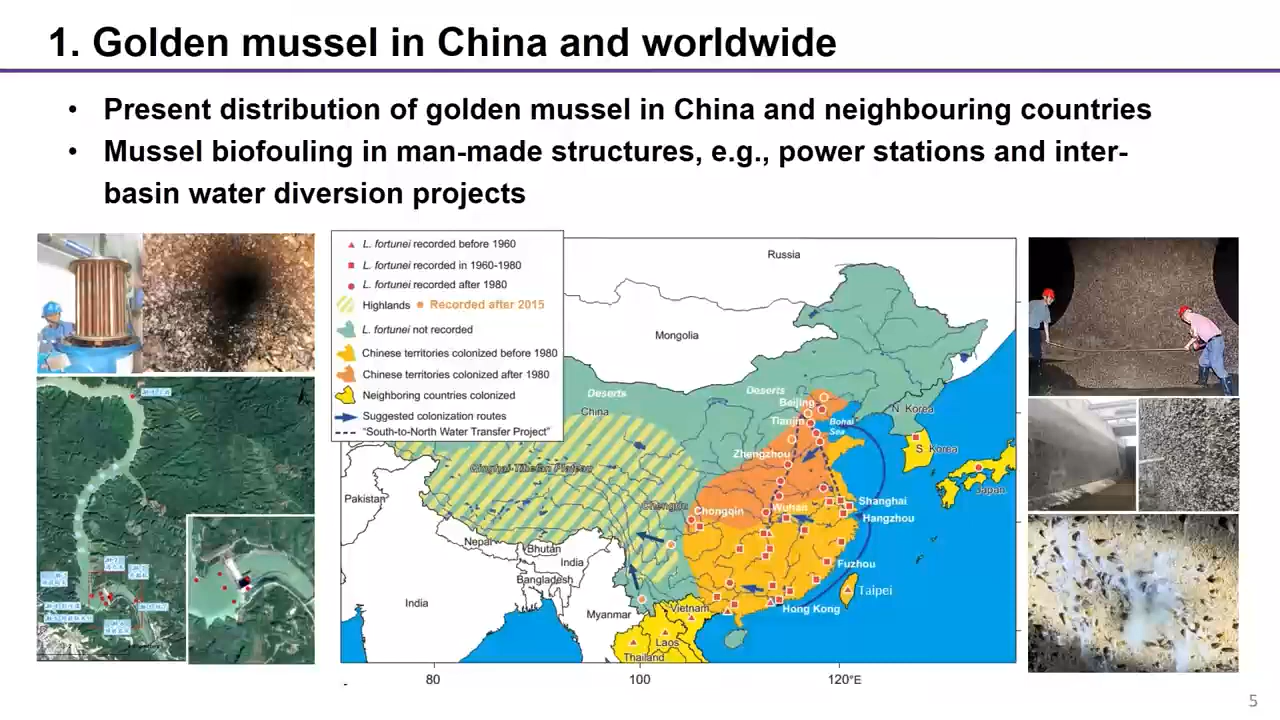 1. Golden mussel in China and worldwide
• Present distribution of golden mussel in China and neighbouring countries
• Mussel biofouling in man-made structures, e.g., power stations and inter-
basin water diversion projects
L. fortunei recorded before 1960
L. fortunei recorded in 1960-1980
L. fortunei recorded after 1980
Highlands
Recorded after 2015
L. fortunei not recorded
Chinese territories colonized before 1980
Chinese territories colonized after 1980
Neighboring countries colonized
Suggested colonization routes
"South-to-North Water Transfer Project"
Russia
Mongolia
Deserts
Deserts
China
Beijing
Tianjin
Bohai
Sea
N. Korea
S. Korea
Japan
Zhengzhou
Qinghai-Tibetan Plateau
Pakistan
Chengdu
Chongqin
Wuhan
Shanghai
Hangzhou
Nepal
Bhutan
India
Bangladesh
Fuzhou
Taipei
India
Myanmar
Vietnam
Hong Kong
Laos
Thailand
80
100
120°E
5